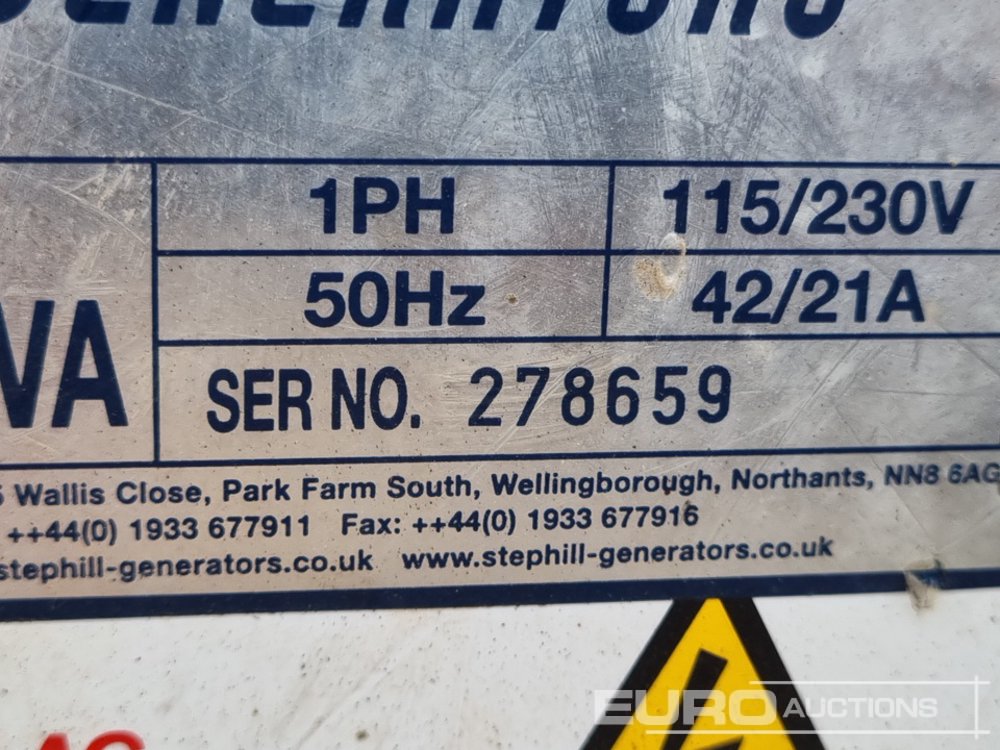 GENERATORS
1PH 115/230V
VA 50Hz 42/21A
SER NO. 278659
5 Wallis Close, Park Farm South, Wellingborough, Northants, NN8 6AG
++44(0) 1933 677911 Fax: ++44(0) 1933 677916
stephill-generators.co.uk www.stephill-generators.co.uk
EURO AUCTIONS